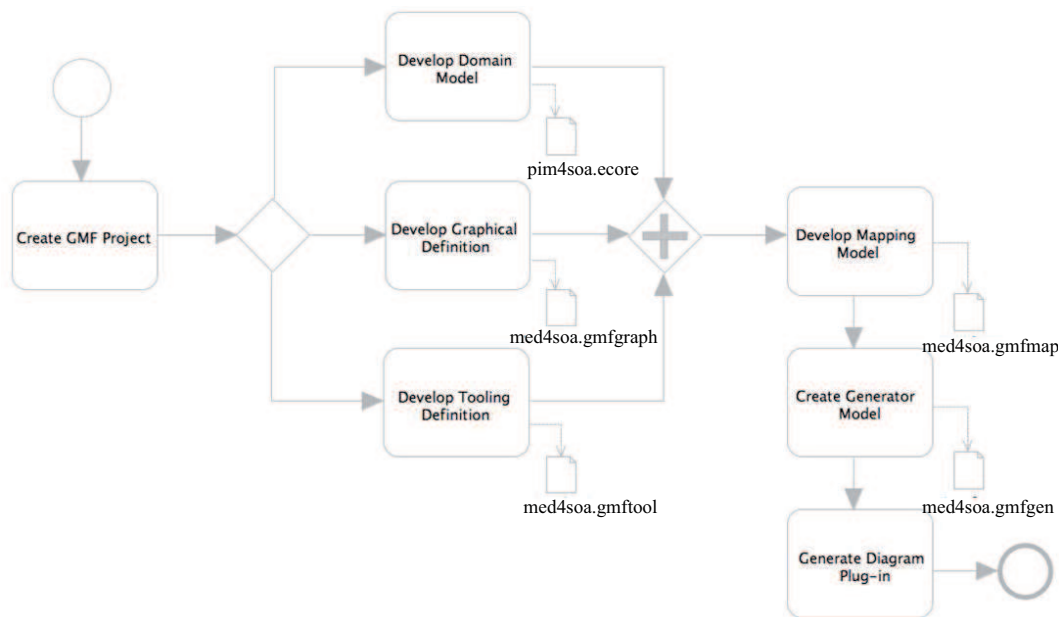 Develop Domain
Model
pim4soa.ecore
Create GMF Project
Develop Graphical
Definition
med4soa.gmfgraph
Develop Tooling
Definition
med4soa.gmftool
Develop Mapping
Model
med4soa.gmfmap
Create Generator
Model
med4soa.gmfgen
Generate Diagram
Plug-in